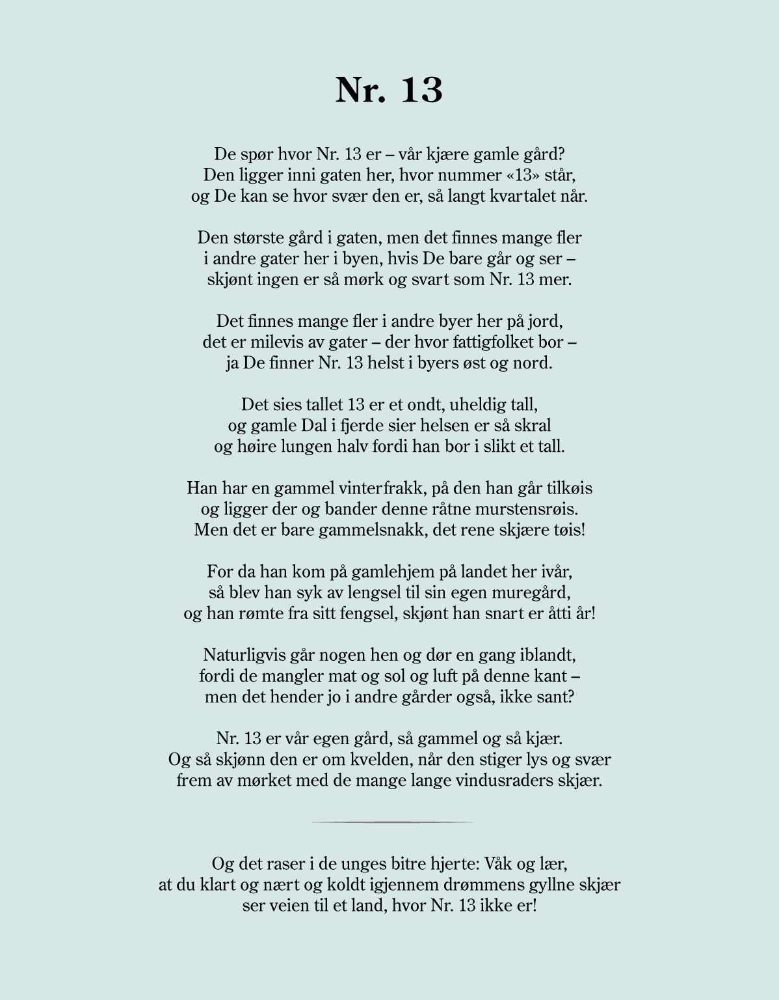 Nr. 13
De spør hvor Nr. 13 er – vår kjære gamle gård?
Den ligger inni gaten her, hvor nummer «13» står,
og De kan se hvor svær den er, så langt kvartalet når.
Den største gård i gaten, men det finnes mange fler
i andre gater her i byen, hvis De bare går og ser –
skjønt ingen er så mørk og svart som Nr. 13 mer.
Det finnes mange fler i andre byer her på jord,
det er milevis av gater – der hvor fattigfolket bor –
ja De finner Nr. 13 helst i byers øst og nord.
Det sies tallet 13 er et ondt, uheldig tall,
og gamle Dal i fjerde sier helsen er så skral
og høire lungen halv fordi han bor i slikt et tall.
Han har en gammel vinterfrakk, på den han går tilkøis
og ligger der og bander denne råtne murstensrøis.
Men det er bare gammelsnakk, det rene skjære tøis!
For da han kom på gamlehjem på landet her ivår,
så blev han syk av lengsel til sin egen muregård,
og han rømte fra sitt fengsel, skjønt han snart er åtti år!
Naturligvis går nogen hen og dør en gang iblandt,
fordi de mangler mat og sol og luft på denne kant –
men det hender jo i andre gårder også, ikke sant?
Nr. 13 er vår egen gård, så gammel og så kjær.
Og så skjønn den er om kvelden, når den stiger lys og svær
frem av mørket med de mange lange vindusraders skjær.
Og det raser i de unges bitre hjerte: Våk og lær,
at du klart og nært og koldt igjennem drømmens gyllne skjær
ser veien til et land, hvor Nr. 13 ikke er!